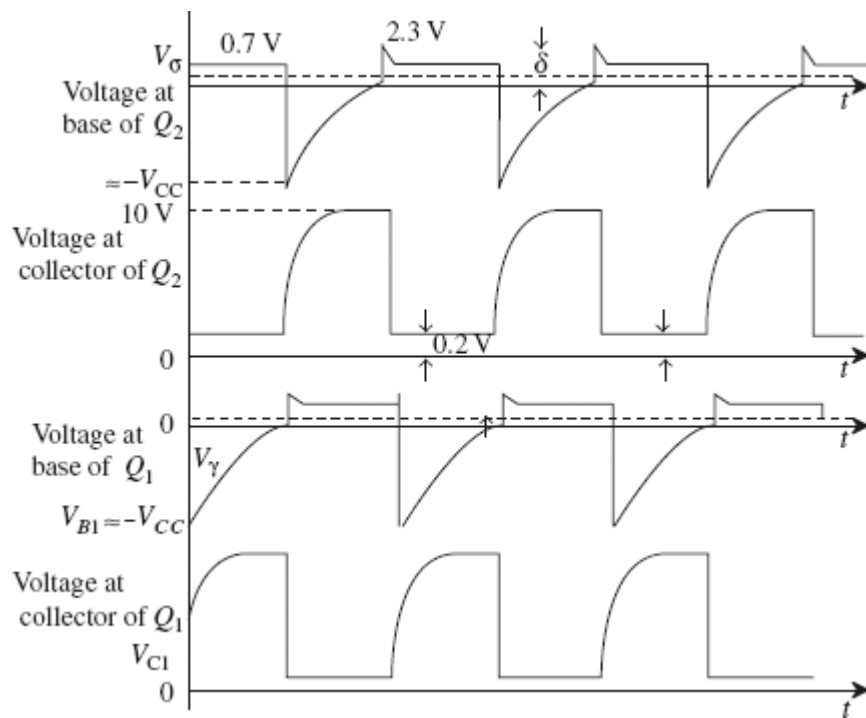 0.7 V
2.3 V
V_σ
δ
t
Voltage at
base of Q_2
≈-V_CC
10 V
Voltage at
collector of Q_2
0.2 V
0
t
0
Voltage at
base of Q_1
V_γ
t
V_B1≈-V_CC
Voltage at
collector of Q_1
V_C1
0
t